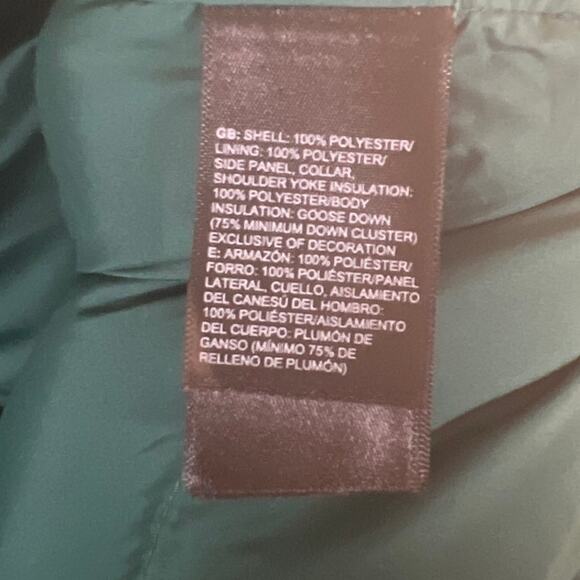 GB: SHELL: 100% POLYESTER/
LINING: 100% POLYESTER/
SIDE PANEL, COLLAR,
SHOULDER YOKE INSULATION:
100% POLYESTER/BODY
INSULATION: GOOSE DOWN
(75% MINIMUM DOWN CLUSTER)
EXCLUSIVE OF DECORATION
E: ARMAZÓN: 100% POLIÉSTER/
FORRO: 100% POLIÉSTER/PANEL
LATERAL, CUELLO, AISLAMIENTO
DEL CANESÚ DEL HOMBRO:
100% POLIÉSTER/AISLAMIENTO
DEL CUERPO: PLUMÓN DE
GANSO (MÍNIMO 75% DE
RELLENO DE PLUMÓN)